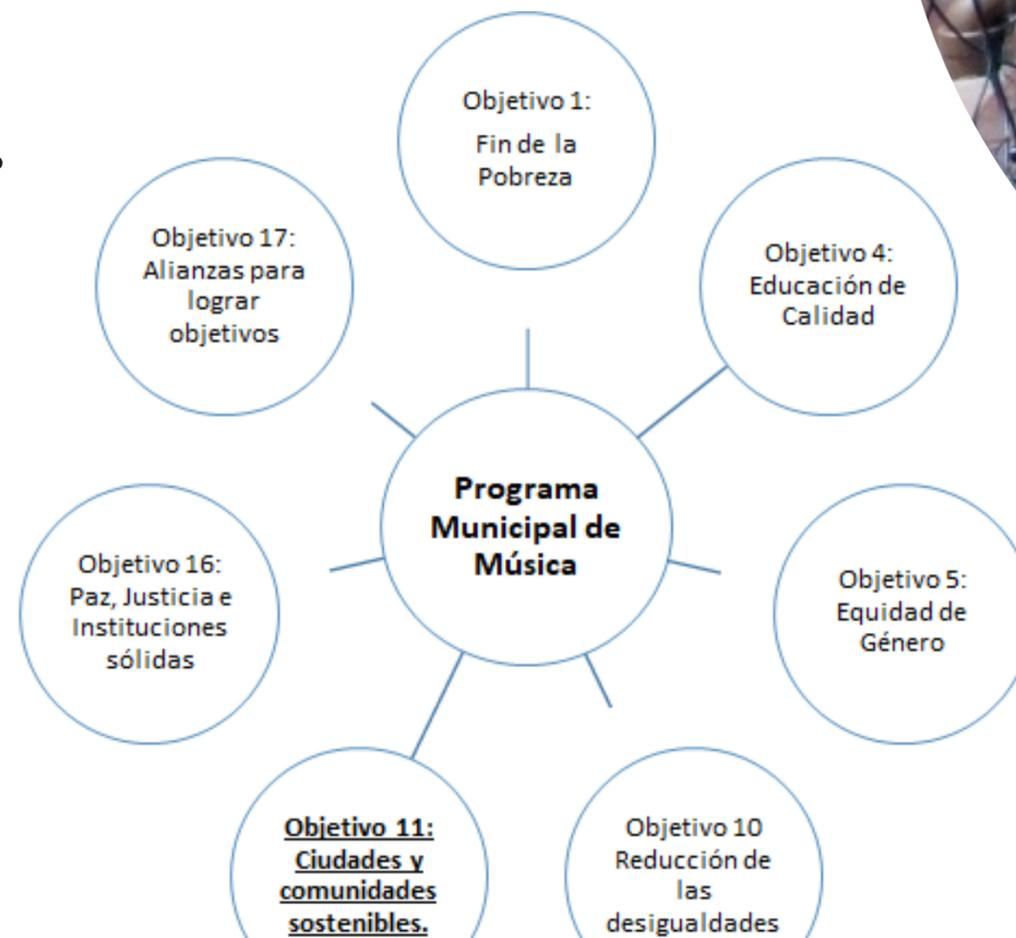 Objetivo 1:
Fin de la
Pobreza
Objetivo 17:
Alianzas para
lograr
objetivos
Objetivo 4:
Educación de
Calidad
Programa
Municipal de
Música
Objetivo 16:
Paz, Justicia e
Instituciones
sólidas
Objetivo 5:
Equidad de
Género
Objetivo 11:
Ciudades y
comunidades
sostenibles.
Objetivo 10
Reducción de
las
desigualdades